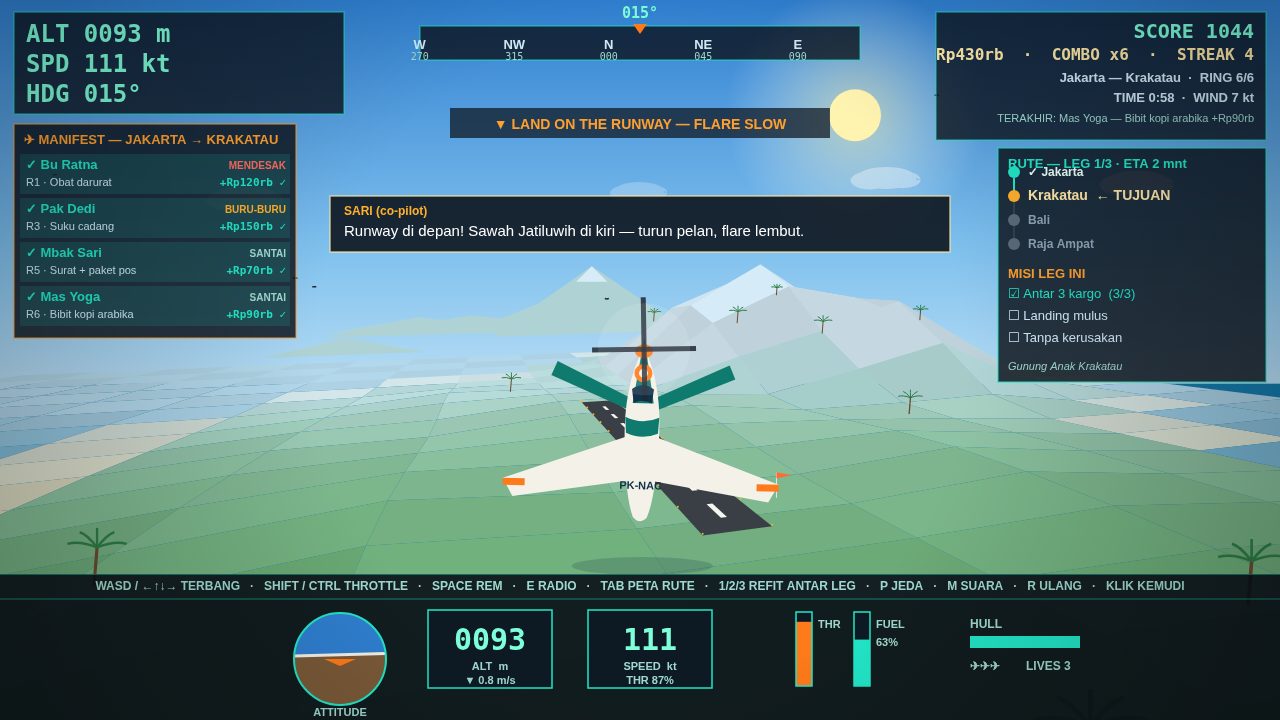 ALT 0093 m
SPD 111 kt
HDG 015°
015°
W NW N NE E
270 315 000 045 090
SCORE 1044
Rp430rb · COMBO x6 · STREAK 4
Jakarta — Krakatau · RING 6/6
TIME 0:58 · WIND 7 kt
TERAKHIR: Mas Yoga — Bibit kopi arabika +Rp90rb
▼ LAND ON THE RUNWAY — FLARE SLOW
✈ MANIFEST — JAKARTA → KRAKATAU
✓ Bu Ratna MENDESAK
R1 · Obat darurat +Rp120rb ✓
✓ Pak Dedi BURU-BURU
R3 · Suku cadang +Rp150rb ✓
✓ Mbak Sari SANTAI
R5 · Surat + paket pos +Rp70rb ✓
✓ Mas Yoga SANTAI
R6 · Bibit kopi arabika +Rp90rb ✓
SARI (co-pilot)
Runway di depan! Sawah Jatiluwih di kiri — turun pelan, flare lembut.
RUTE — LEG 1/3 · ETA 2 mnt
✓ Jakarta
Krakatau ← TUJUAN
Bali
Raja Ampat
MISI LEG INI
☑ Antar 3 kargo (3/3)
☐ Landing mulus
☐ Tanpa kerusakan
Gunung Anak Krakatau
WASD / ←↑↓→ TERBANG · SHIFT / CTRL THROTTLE · SPACE REM · E RADIO · TAB PETA RUTE · 1/2/3 REFIT ANTAR LEG · P JEDA · M SUARA · R ULANG · KLIK KEMUDI
ATTITUDE
0093
ALT m
▼ 0.8 m/s
111
SPEED kt
THR 87%
THR
FUEL
63%
HULL
✈✈✈ LIVES 3